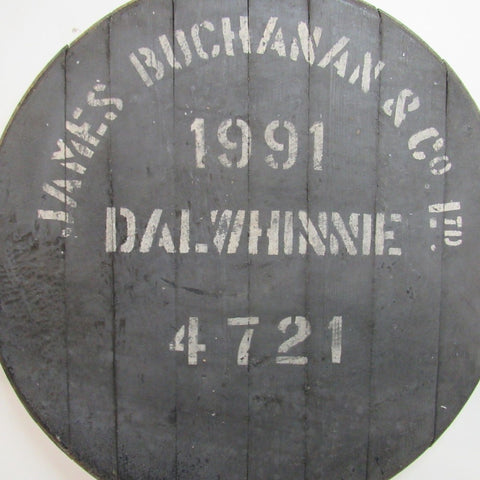 JAMES BUCHANAN & Co. LTD.
1991
DALWHINNIE
4721